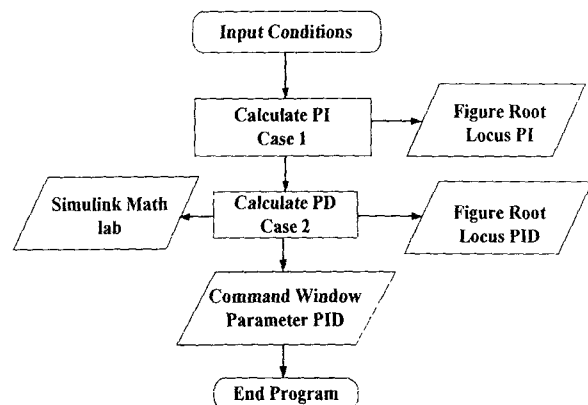 Input Conditions
Calculate PI
Case 1
Figure Root
Locus PI
Simulink Math
lab
Calculate PD
Case 2
Figure Root
Locus PID
Command Window
Parameter PID
End Program